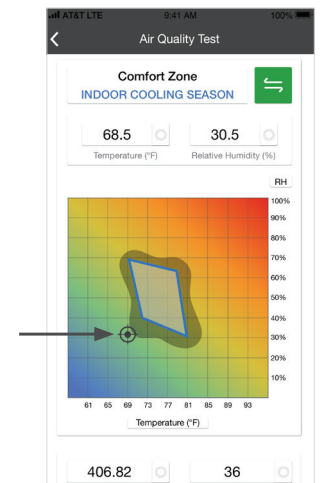 AT&T LTE 9:41 AM 100%
Air Quality Test
Comfort Zone
INDOOR COOLING SEASON
68.5 30.5
Temperature (°F) Relative Humidity (%)
RH
100%
90%
80%
70%
60%
50%
40%
30%
20%
10%
61 65 69 73 77 81 85 89 93
Temperature (°F)
406.82 36